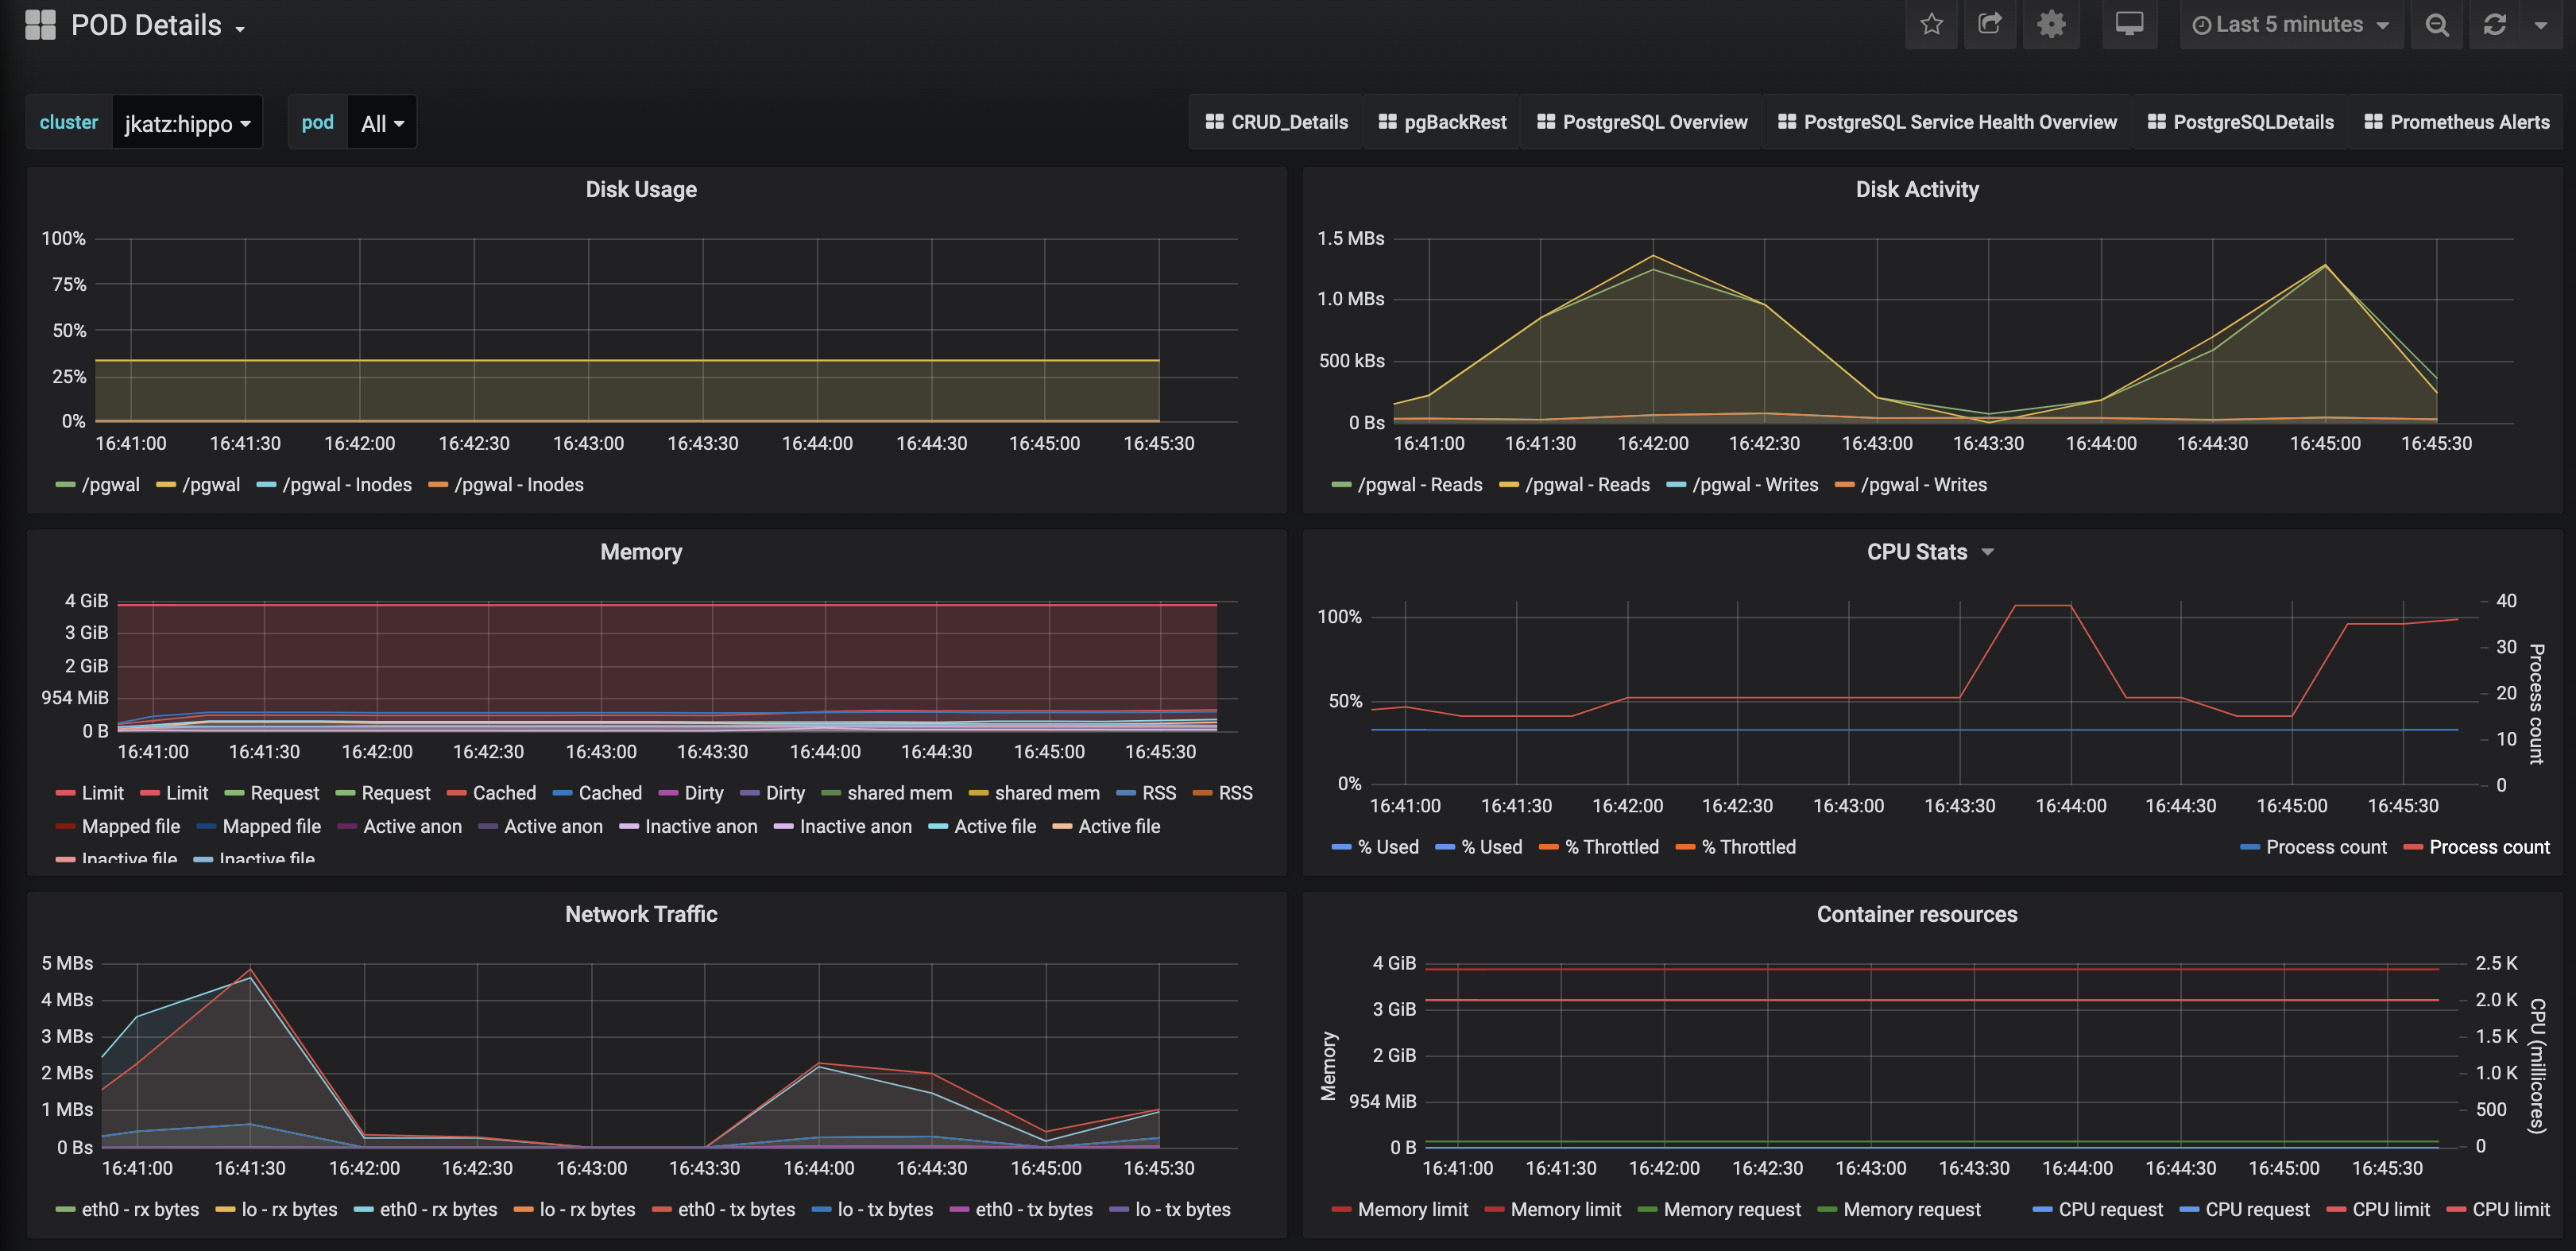 POD Details
Last 5 minutes
cluster jkatz:hippo pod All
CRUD_Details pgBackRest PostgreSQL Overview PostgreSQL Service Health Overview PostgreSQLDetails Prometheus Alerts
Disk Usage
100%
75%
50%
25%
0%
16:41:00 16:41:30 16:42:00 16:42:30 16:43:00 16:43:30 16:44:00 16:44:30 16:45:00 16:45:30
/pgwal /pgwal /pgwal - Inodes /pgwal - Inodes
Disk Activity
1.5 MBs
1.0 MBs
500 kBs
0 Bs
16:41:00 16:41:30 16:42:00 16:42:30 16:43:00 16:43:30 16:44:00 16:44:30 16:45:00 16:45:30
/pgwal - Reads /pgwal - Reads /pgwal - Writes /pgwal - Writes
Memory
4 GiB
3 GiB
2 GiB
954 MiB
0 B
16:41:00 16:41:30 16:42:00 16:42:30 16:43:00 16:43:30 16:44:00 16:44:30 16:45:00 16:45:30
Limit Limit Request Request Cached Cached Dirty Dirty shared mem shared mem RSS RSS
Mapped file Mapped file Active anon Active anon Inactive anon Inactive anon Active file Active file
Inactive file Inactive file
CPU Stats
100%
50%
0%
40
30
20
10
0
Process count
16:41:00 16:41:30 16:42:00 16:42:30 16:43:00 16:43:30 16:44:00 16:44:30 16:45:00 16:45:30
% Used % Used % Throttled % Throttled Process count Process count
Network Traffic
5 MBs
4 MBs
3 MBs
2 MBs
1 MBs
0 Bs
16:41:00 16:41:30 16:42:00 16:42:30 16:43:00 16:43:30 16:44:00 16:44:30 16:45:00 16:45:30
eth0 - rx bytes lo - rx bytes eth0 - rx bytes lo - rx bytes eth0 - tx bytes lo - tx bytes eth0 - tx bytes lo - tx bytes
Container resources
Memory
4 GiB
3 GiB
2 GiB
954 MiB
0 B
2.5 K
2.0 K
1.5 K
1.0 K
500
0
CPU (millicores)
16:41:00 16:41:30 16:42:00 16:42:30 16:43:00 16:43:30 16:44:00 16:44:30 16:45:00 16:45:30
Memory limit Memory limit Memory request Memory request CPU request CPU request CPU limit CPU limit